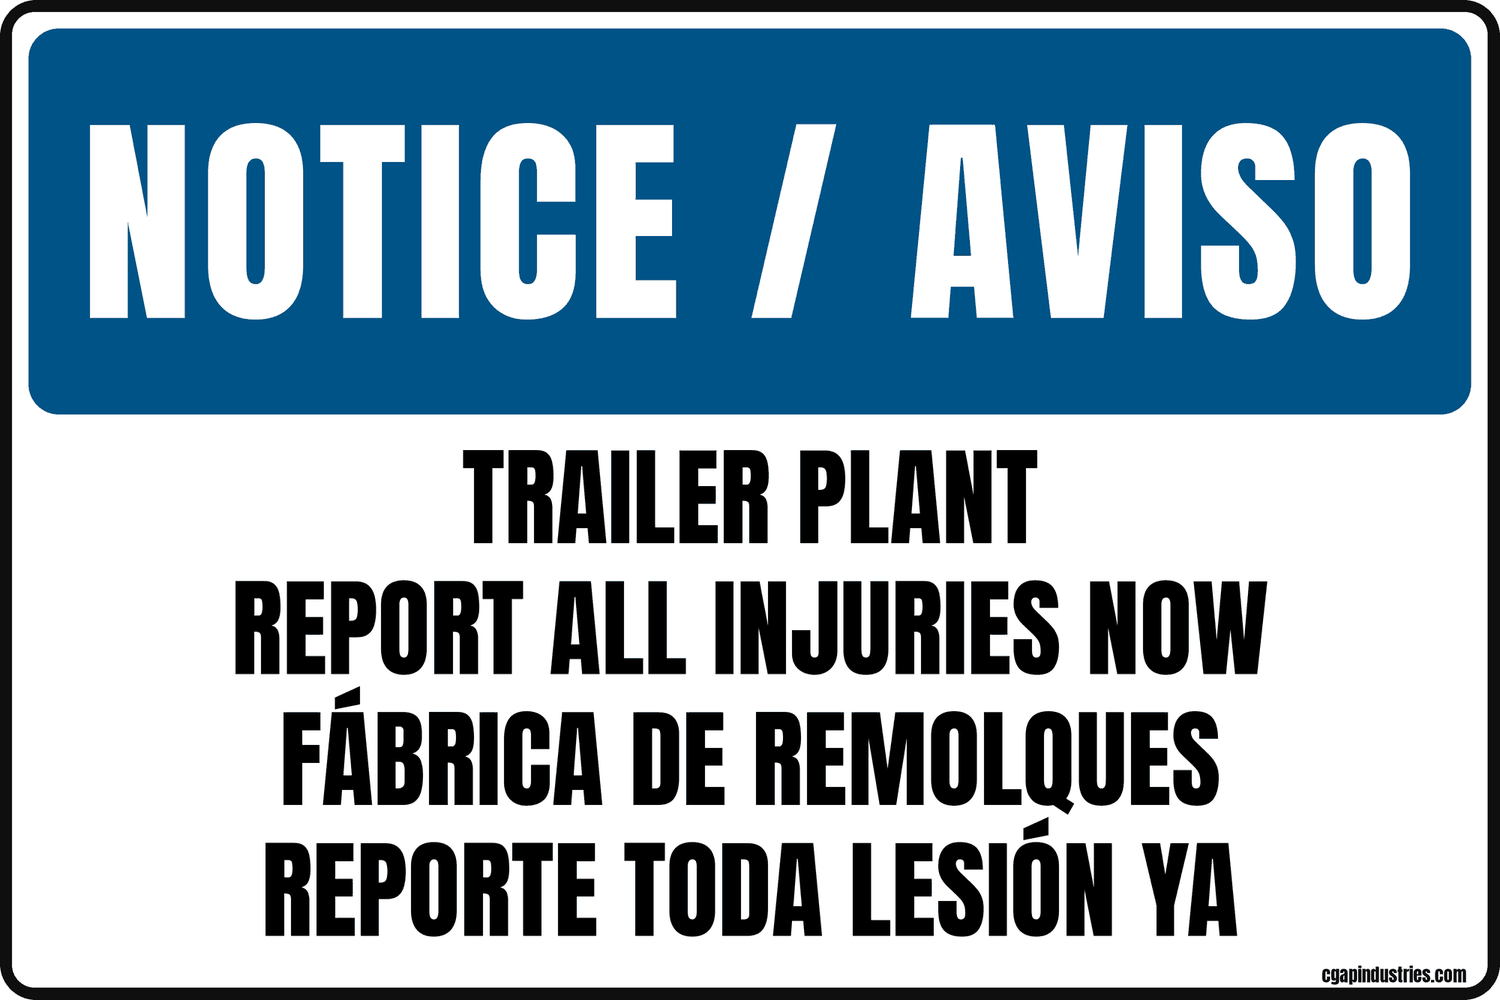 NOTICE / AVISO
TRAILER PLANT
REPORT ALL INJURIES NOW
FÁBRICA DE REMOLQUES
REPORTE TODA LESIÓN YA
cgapindustries.com